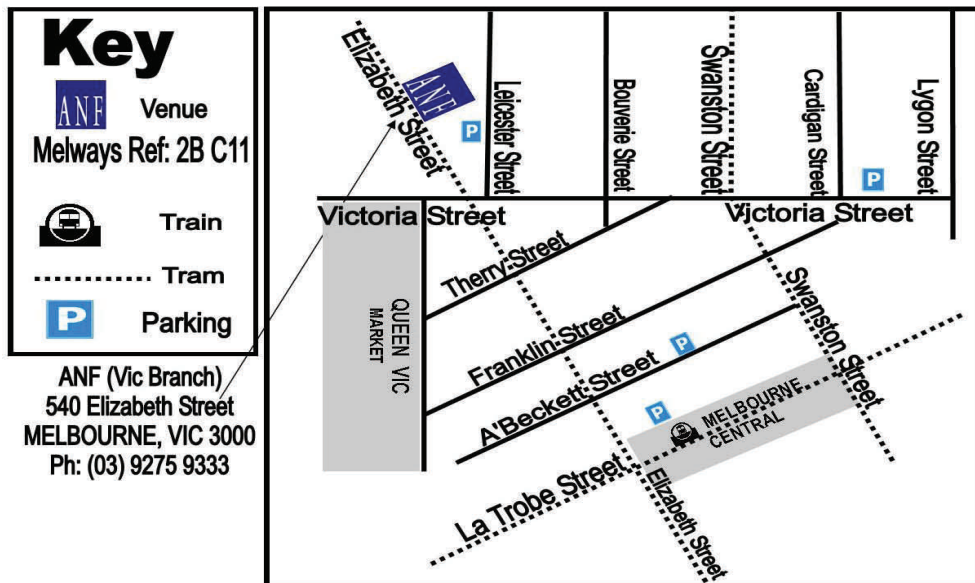 Key
ANF Venue
Melways Ref: 2B C11
Train
Tram
P Parking
ANF (Vic Branch)
540 Elizabeth Street
MELBOURNE, VIC 3000
Ph: (03) 9275 9333
Elizabeth Street
ANF
P
Leicester Street
Bouverie Street
Swanston Street
Cardigan Street
P
Lygon Street
Victoria Street
Victoria Street
Therry Street
QUEEN VIC
MARKET
Franklin Street
Swanston Street
A'Beckett Street
P
P
MELBOURNE
CENTRAL
La Trobe Street
Elizabeth Street